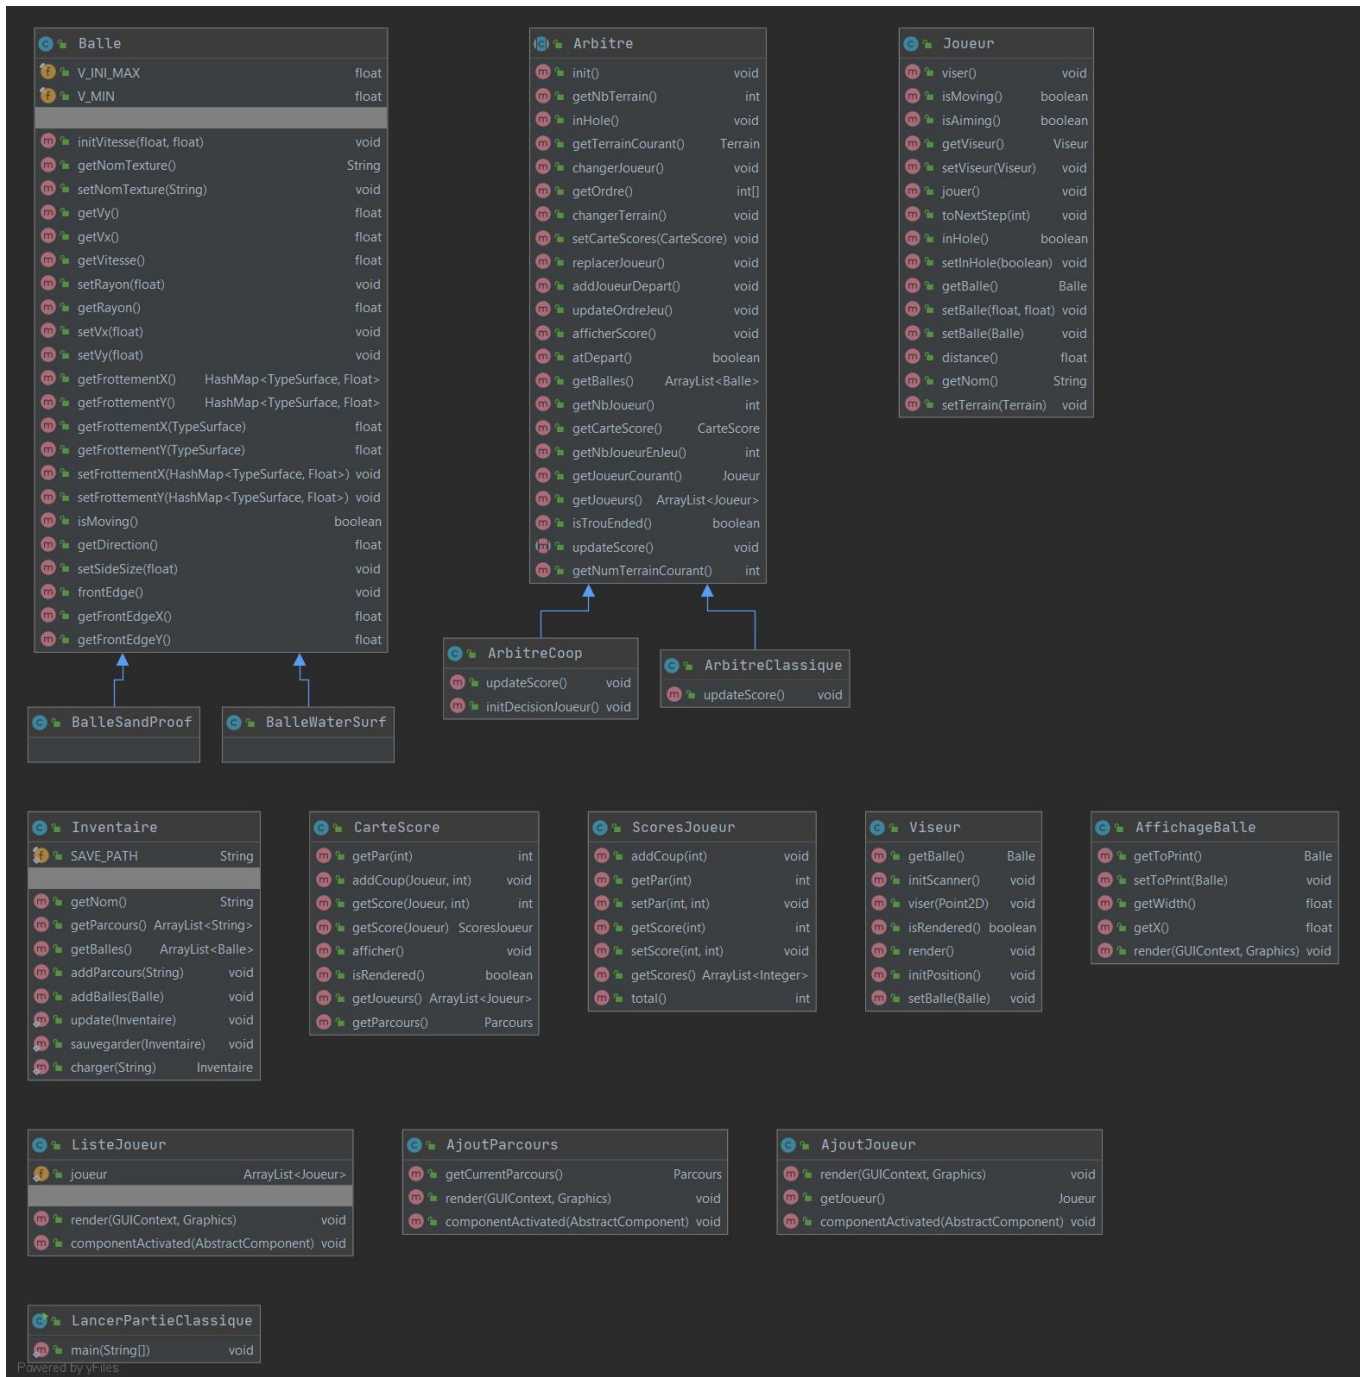 Balle
V_INI_MAX float
V_MIN float
initVitesse(float, float) void
getNomTexture() String
setNomTexture(String) void
getVy() float
getVx() float
getVitesse() float
setRayon(float) void
getRayon() float
setVx(float) void
setVy(float) void
getFrottementX() HashMap<TypeSurface, Float>
getFrottementY() HashMap<TypeSurface, Float>
getFrottementX(TypeSurface) float
getFrottementY(TypeSurface) float
setFrottementX(HashMap<TypeSurface, Float>) void
setFrottementY(HashMap<TypeSurface, Float>) void
isMoving() boolean
getDirection() float
setSideSize(float) void
frontEdge() void
getFrontEdgeX() float
getFrontEdgeY() float
Arbitre
init() void
getNbTerrain() int
inHole() void
getTerrainCourant() Terrain
changerJoueur() void
getOrdre() int[]
changerTerrain() void
setCarteScores(CarteScore) void
replacerJoueur() void
addJoueurDepart() void
updateOrdreJeu() void
afficherScore() void
atDepart() boolean
getBalles() ArrayList<Balle>
getNbJoueur() int
getCarteScore() CarteScore
getNbJoueurEnJeu() int
getJoueurCourant() Joueur
getJoueurs() ArrayList<Joueur>
isTrouEnded() boolean
updateScore() void
getNumTerrainCourant() int
Joueur
viser() void
isMoving() boolean
isAiming() boolean
getViseur() Viseur
setViseur(Viseur) void
jouer() void
toNextStep(int) void
inHole() boolean
setInHole(boolean) void
getBalle() Balle
setBalle(float, float) void
setBalle(Balle) void
distance() float
getNom() String
setTerrain(Terrain) void
BalleSandProof
BalleWaterSurf
ArbitreCoop
updateScore() void
initDecisionJoueur() void
ArbitreClassique
updateScore() void
Inventaire
SAVE_PATH String
getNom() String
getParcours() ArrayList<String>
getBalles() ArrayList<Balle>
addParcours(String) void
addBalles(Balle) void
update(Inventaire) void
sauvegarder(Inventaire) void
charger(String) Inventaire
CarteScore
getPar(int) int
addCoup(Joueur, int) void
getScore(Joueur, int) int
getScore(Joueur) ScoresJoueur
afficher() void
isRendered() boolean
getJoueurs() ArrayList<Joueur>
getParcours() Parcours
ScoresJoueur
addCoup(int) void
getPar(int) int
setPar(int, int) void
getScore(int) int
setScore(int, int) void
getScores() ArrayList<Integer>
total() int
Viseur
getBalle() Balle
initScanner() void
viser(Point2D) void
isRendered() boolean
render() void
initPosition() void
setBalle(Balle) void
AffichageBalle
getToPrint() Balle
setToPrint(Balle) void
getWidth() float
getX() float
render(GUIContext, Graphics) void
ListeJoueur
joueur ArrayList<Joueur>
render(GUIContext, Graphics) void
componentActivated(AbstractComponent) void
AjoutParcours
getCurrentParcours() Parcours
render(GUIContext, Graphics) void
componentActivated(AbstractComponent) void
AjoutJoueur
render(GUIContext, Graphics) void
getJoueur() Joueur
componentActivated(AbstractComponent) void
LancerPartieClassique
main(String[]) void
Powered by yFiles